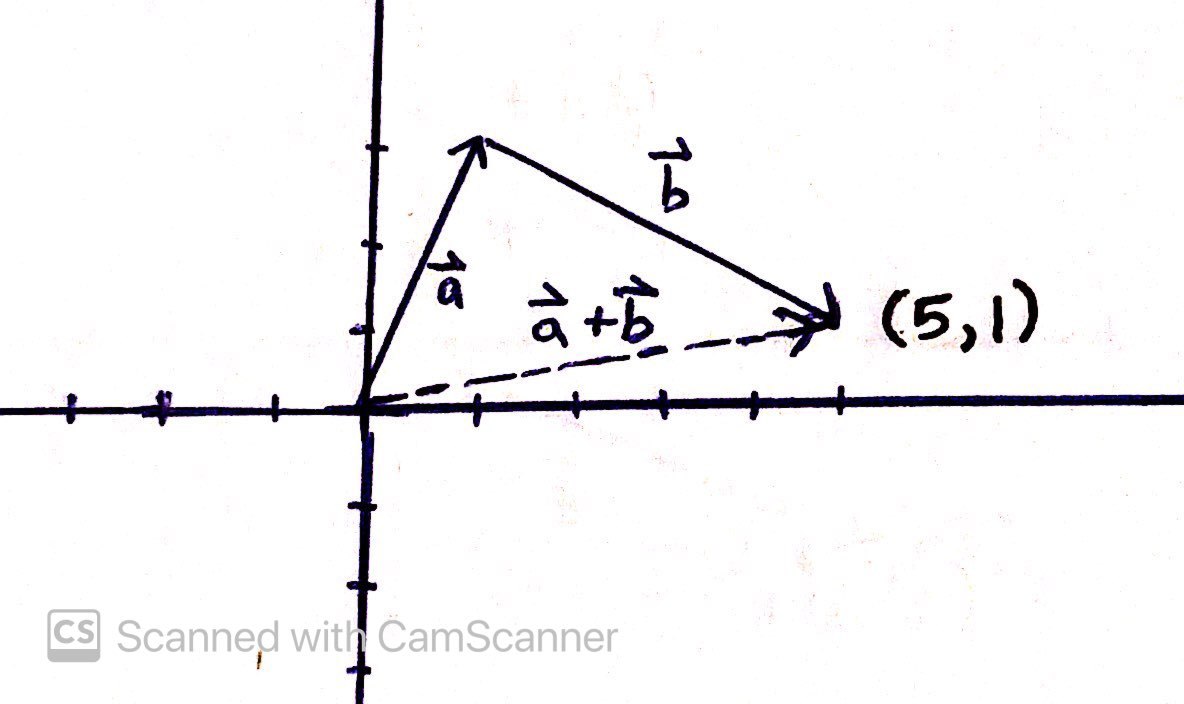 b⃗
a⃗
a⃗ + b⃗
(5,1)
CS Scanned with CamScanner